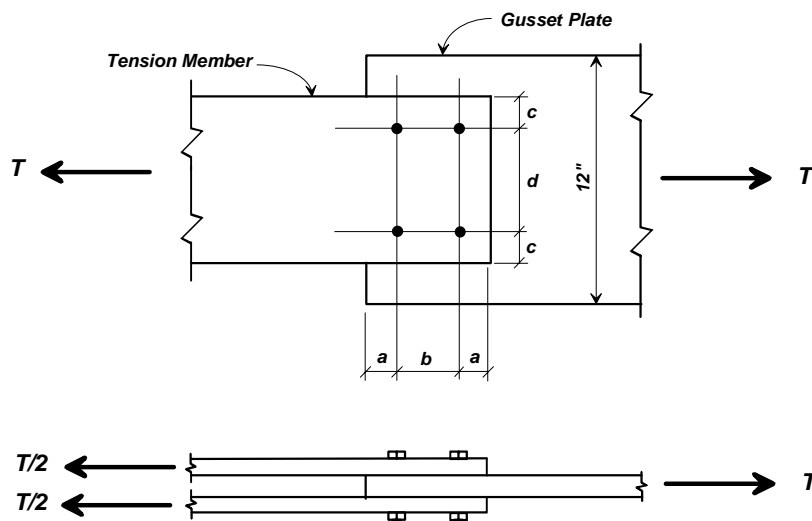 Gusset Plate
Tension Member
c
T
d
12"
T
c
a b a
T/2
T
T/2